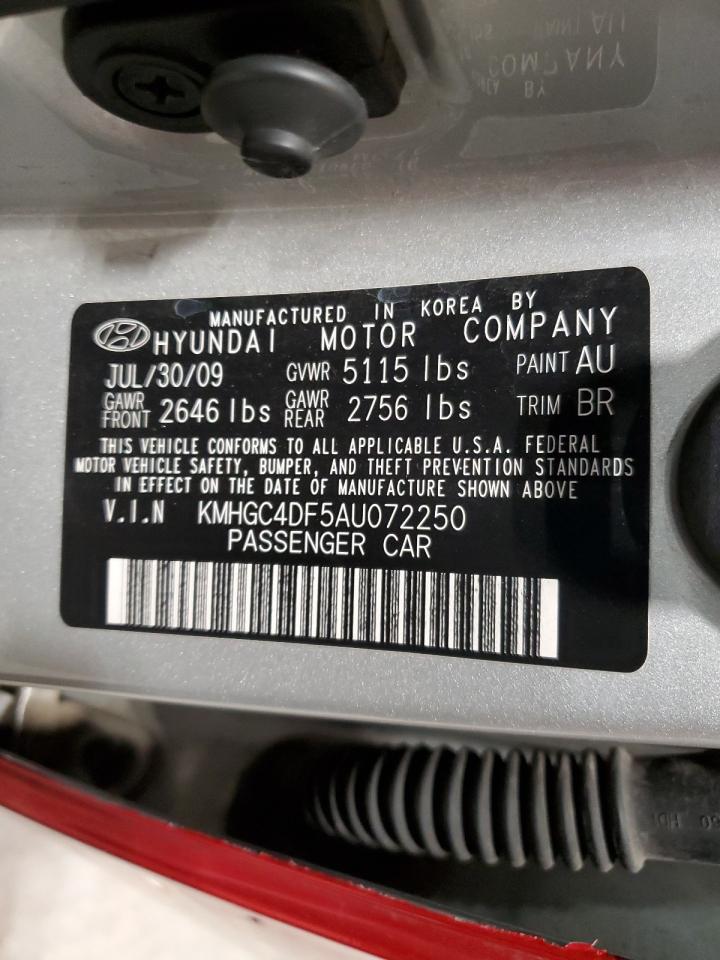 MANUFACTURED IN KOREA BY
HYUNDAI MOTOR COMPANY
JUL/30/09 GVWR 5115 lbs PAINT AU
GAWR FRONT 2646 lbs GAWR REAR 2756 lbs TRIM BR
THIS VEHICLE CONFORMS TO ALL APPLICABLE U.S.A. FEDERAL
MOTOR VEHICLE SAFETY, BUMPER, AND THEFT PREVENTION STANDARDS
IN EFFECT ON DATE OF MANUFACTURE SHOWN ABOVE
V.I.N KMHGC4DF5AU072250
PASSENGER CAR